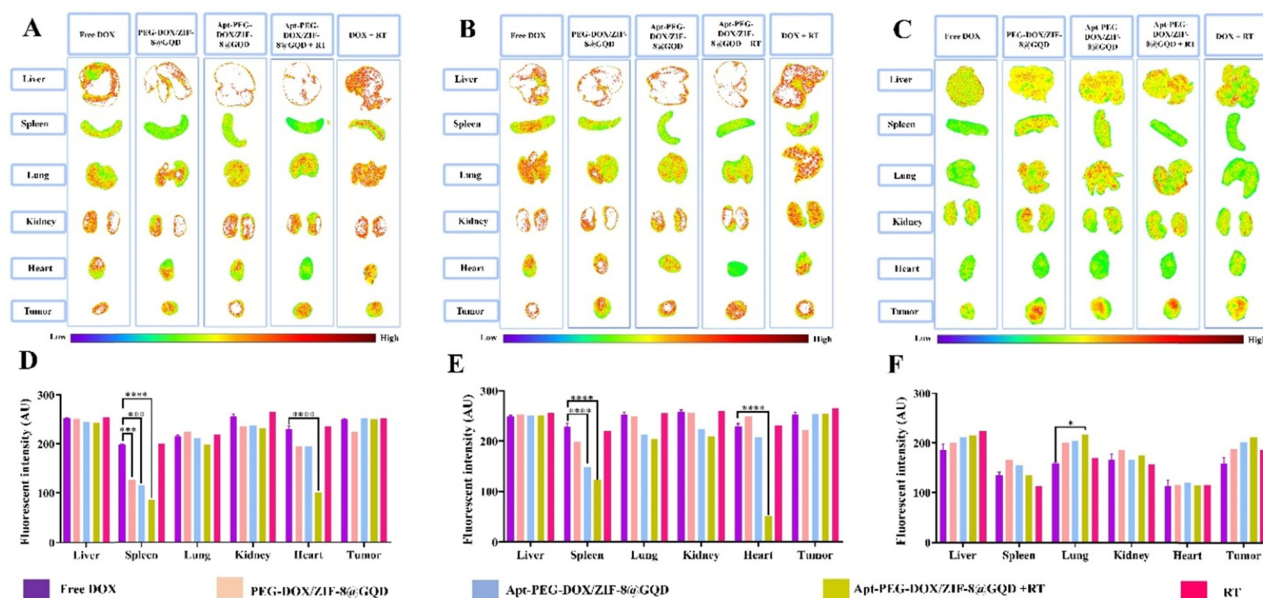 A
Free DOX
PEG-DOX/ZIF-
8@GQD
Apt-PEG-
DOX/ZIF-
8@GQD
Apt-PEG-
DOX/ZIF-
8@GQD + RT
DOX + RT
Liver
Spleen
Lung
Kidney
Heart
Tumor
Low
High
B
Free DOX
PEG-DOX/ZIF-
8@GQD
Apt-PEG-
DOX/ZIF-
8@GQD
Apt-PEG-
DOX/ZIF-
8@GQD RT
DOX + RT
Liver
Spleen
Lung
Kidney
Heart
Tumor
Low
High
C
Free DOX
PEG-DOX/ZIF-
8@GQD
Apt-PEG
DOX/ZIF-
8@GQD
Apt-PEG-
DOX/ZIF-
8@GQD + RT
DOX + RT
Liver
Spleen
Lung
Kidney
Heart
Tumor
Low
High
D
Fluorescent intensity (AU)
300
200
100
0
****
***
***
****
Liver Spleen Lung Kidney Heart Tumor
E
Fluorescent intensity (AU)
300
200
100
0
****
****
****
Liver Spleen Lung Kidney Heart Tumor
F
Fluorescent intensity (AU)
300
200
100
0
*
Liver Spleen Lung Kidney Heart Tumor
Free DOX
PEG-DOX/ZIF-8@GQD
Apt-PEG-DOX/ZIF-8@GQD
Apt-PEG-DOX/ZIF-8@GQD +RT
RT